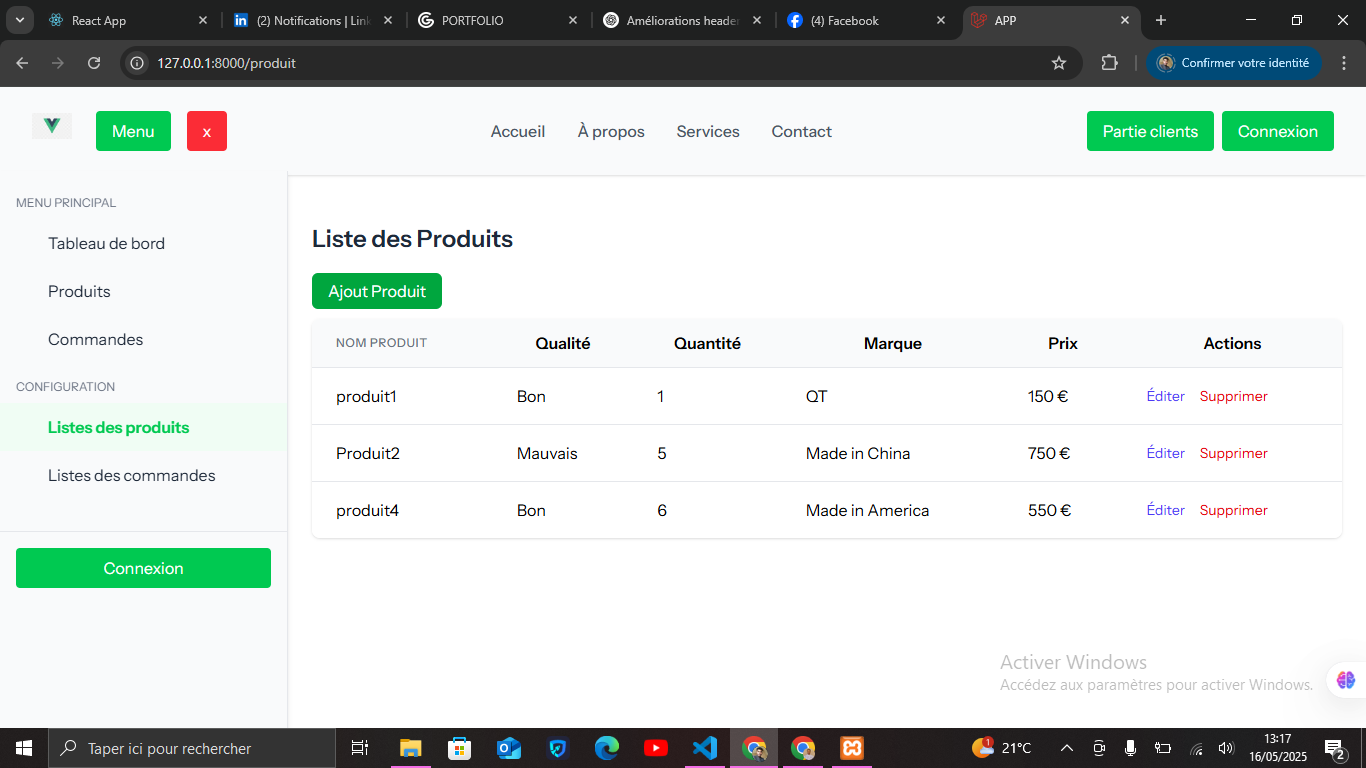 React App
(2) Notifications | Link
PORTFOLIO
Améliorations header
(4) Facebook
APP
127.0.0.1:8000/produit
Confirmer votre identité
Menu
x
Accueil
À propos
Services
Contact
Partie clients
Connexion
MENU PRINCIPAL
Tableau de bord
Produits
Commandes
CONFIGURATION
Listes des produits
Listes des commandes
Connexion
Liste des Produits
Ajout Produit
NOM PRODUIT Qualité Quantité Marque Prix Actions
produit1 Bon 1 QT 150 € Éditer Supprimer
Produit2 Mauvais 5 Made in China 750 € Éditer Supprimer
produit4 Bon 6 Made in America 550 € Éditer Supprimer
Activer Windows
Accédez aux paramètres pour activer Windows.
Taper ici pour rechercher
1
21°C
13:17
16/05/2025
2